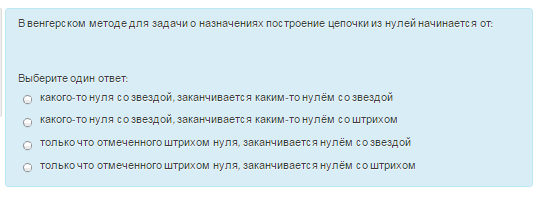 В венгерском методе для задачи о назначениях построение цепочки из нулей начинается от:
Выберите один ответ:
какого-то нуля со звездой, заканчивается каким-то нулём со звездой
какого-то нуля со звездой, заканчивается каким-то нулём со штрихом
только что отмеченного штрихом нуля, заканчивается нулём со звездой
только что отмеченного штрихом нуля, заканчивается нулём со штрихом